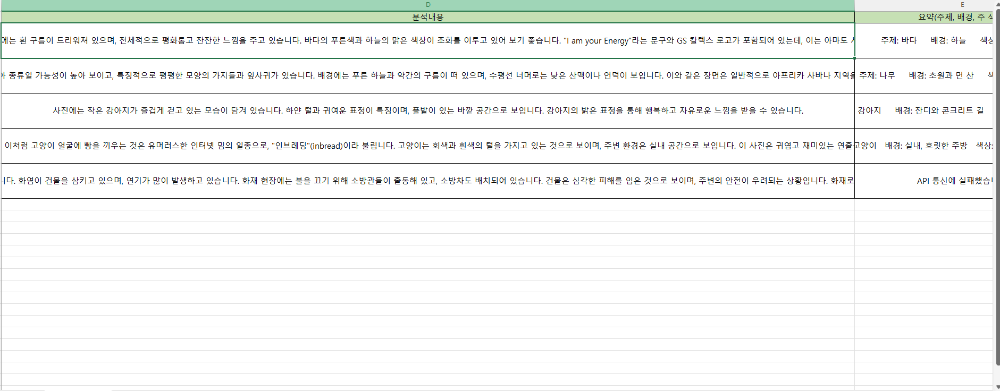 D E
분석내용 요약(주제, 배경, 주
에는 흰 구름이 드리워져 있으며, 전체적으로 평화롭고 잔잔한 느낌을 주고 있습니다. 바다의 푸른색과 하늘의 맑은 색상이 조화를 이루고 있어 보기 좋습니다. "I am your Energy"라는 문구와 GS 칼텍스 로고가 포함되어 있는데, 이는 아마도 주제: 바다 배경: 하늘 색상
종류일 가능성이 높아 보이고, 특징적으로 평평한 모양의 가지들과 잎사귀가 있습니다. 배경에는 푸른 하늘과 약간의 구름이 떠 있으며, 수평선 너머로는 낮은 산맥이나 언덕이 보입니다. 이와 같은 장면은 일반적으로 아프리카 사바나 지역을 주제: 나무 배경: 초원과 먼 산
사진에는 작은 강아지가 즐겁게 걷고 있는 모습이 담겨 있습니다. 하얀 털과 귀여운 표정이 특징이며, 풀밭이 있는 바깥 공간으로 보입니다. 강아지의 밝은 표정을 통해 행복하고 자유로운 느낌을 받을 수 있습니다. 강아지 배경: 잔디와 콘크리트 길
이처럼 고양이 얼굴에 빵을 끼우는 것은 유머러스한 인터넷 밈의 일종으로, "인브레딩"(inbread)이라 불립니다. 고양이는 회색과 흰색의 털을 가지고 있는 것으로 보이며, 주변 환경은 실내 공간으로 보입니다. 이 사진은 귀엽고 재미있는 연출 고양이 배경: 실내, 흐릿한 주방 색상:
니다. 화염이 건물을 삼키고 있으며, 연기가 많이 발생하고 있습니다. 화재 현장에는 불을 끄기 위해 소방관들이 출동해 있고, 소방차도 배치되어 있습니다. 건물은 심각한 피해를 입은 것으로 보이며, 주변의 안전이 우려되는 상황입니다. 화재로 API 통신에 실패했습니